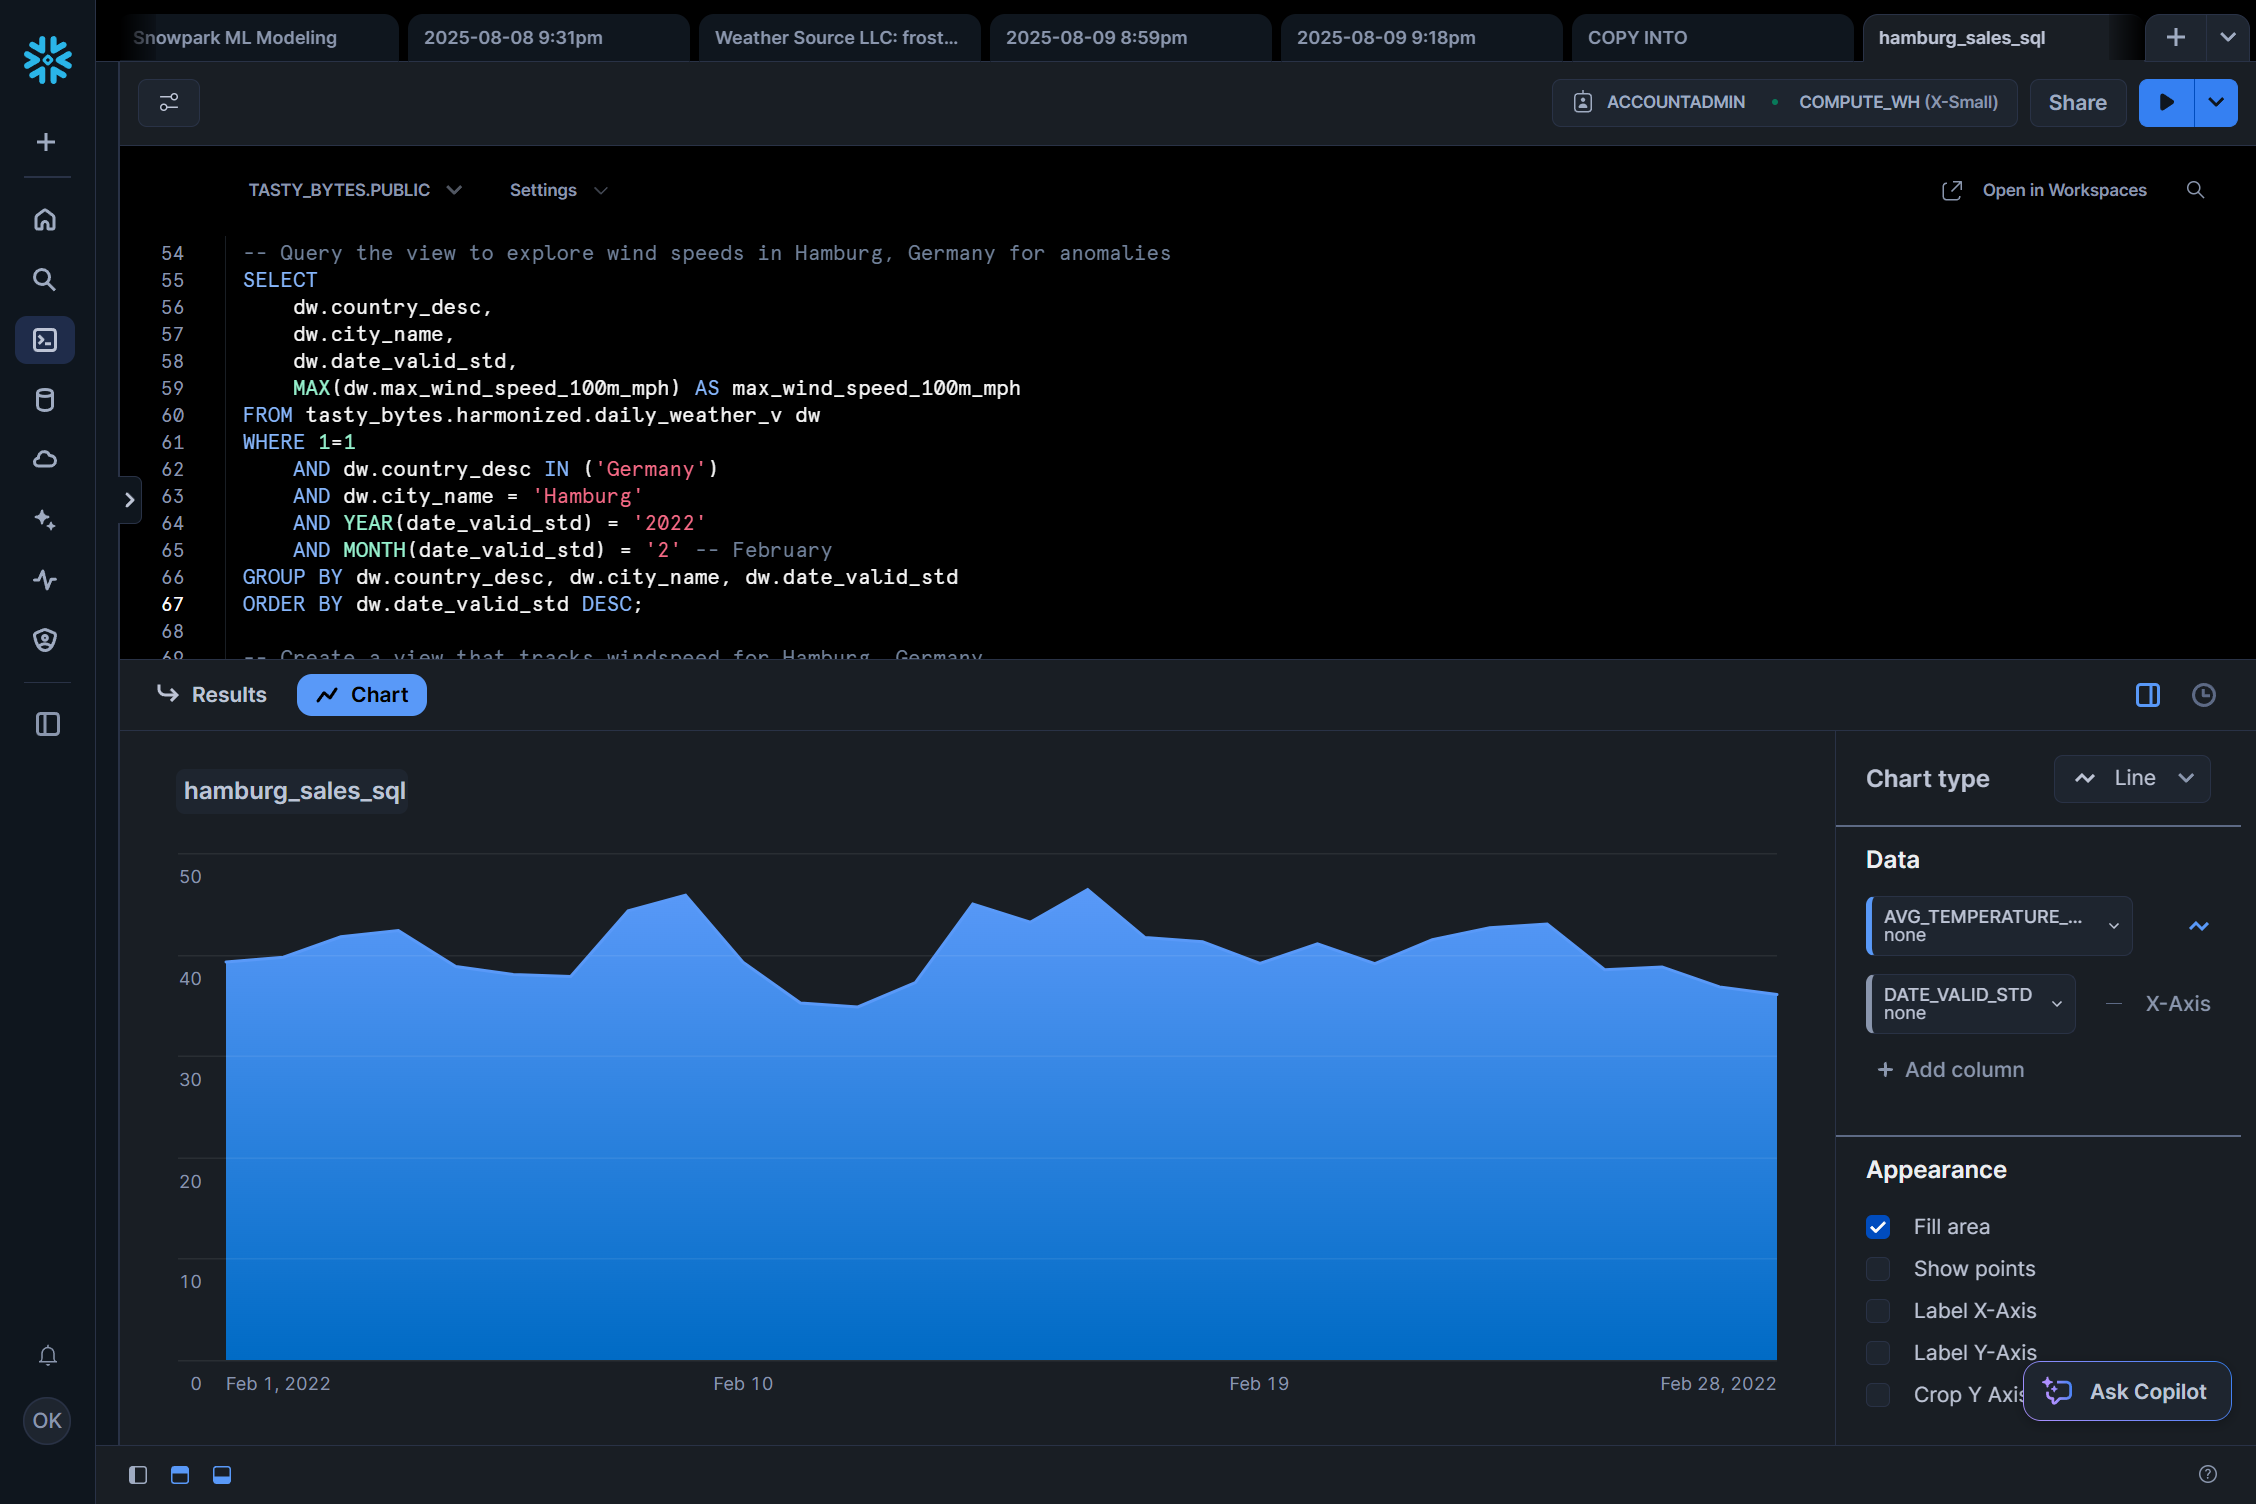 Snowpark ML Modeling
2025-08-08 9:31pm
Weather Source LLC: frost...
2025-08-09 8:59pm
2025-08-09 9:18pm
COPY INTO
hamburg_sales_sql
ACCOUNTADMIN
COMPUTE_WH (X-Small)
Share
TASTY_BYTES.PUBLIC
Settings
Open in Workspaces
54 -- Query the view to explore wind speeds in Hamburg, Germany for anomalies
55 SELECT
56 dw.country_desc,
57 dw.city_name,
58 dw.date_valid_std,
59 MAX(dw.max_wind_speed_100m_mph) AS max_wind_speed_100m_mph
60 FROM tasty_bytes.harmonized.daily_weather_v dw
61 WHERE 1=1
62 AND dw.country_desc IN ('Germany')
63 AND dw.city_name = 'Hamburg'
64 AND YEAR(date_valid_std) = '2022'
65 AND MONTH(date_valid_std) = '2' -- February
66 GROUP BY dw.country_desc, dw.city_name, dw.date_valid_std
67 ORDER BY dw.date_valid_std DESC;
68
69 -- Create a view that tracks windspeed for Hamburg, Germany
Results
Chart
hamburg_sales_sql
50
40
30
20
10
0
Feb 1, 2022
Feb 10
Feb 19
Feb 28, 2022
Chart type
Line
Data
AVG_TEMPERATURE_...
none
DATE_VALID_STD
none
X-Axis
+ Add column
Appearance
Fill area
Show points
Label X-Axis
Label Y-Axis
Crop Y Axis
Ask Copilot
OK